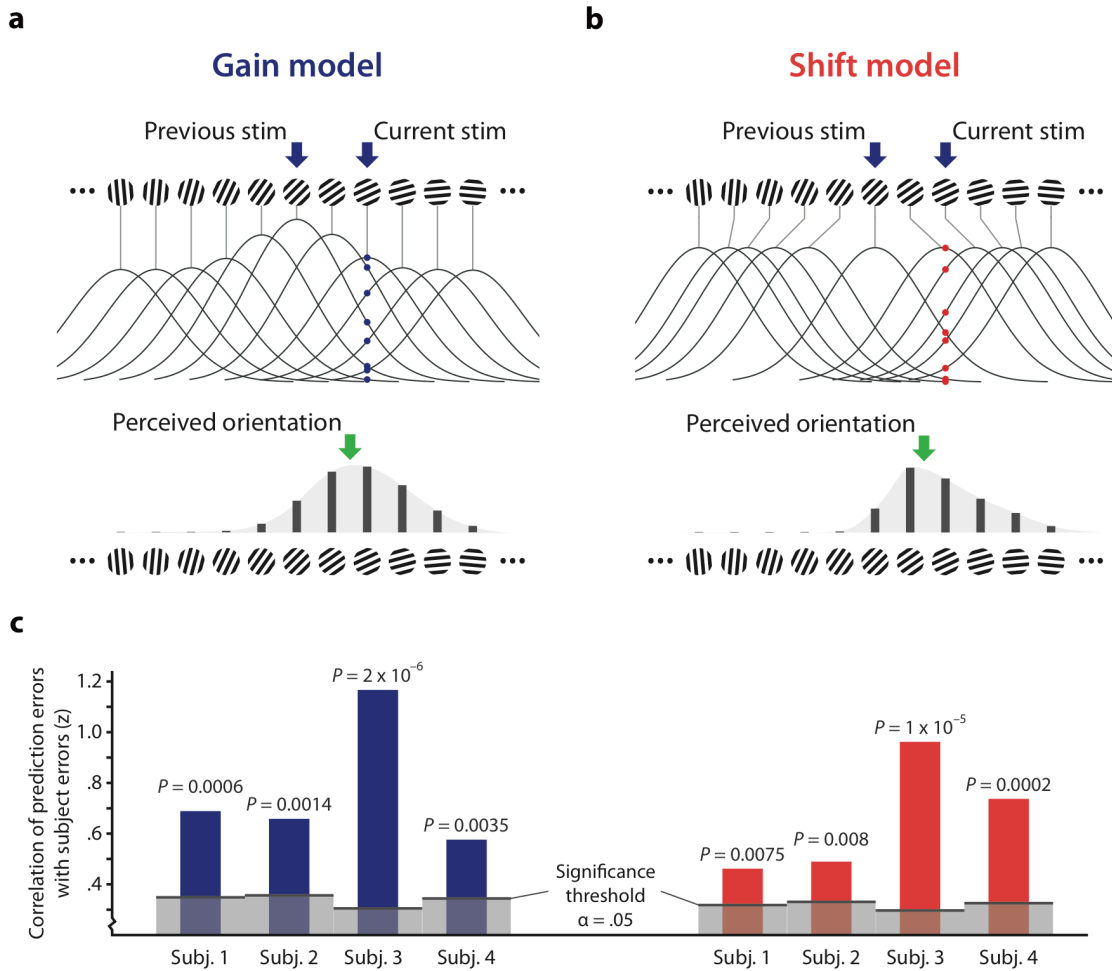 a
b
Gain model
Shift model
Previous stim
Current stim
Previous stim
Current stim
•••
•••
•••
•••
Perceived orientation
Perceived orientation
•••
•••
•••
•••
c
Correlation of prediction errors
with subject errors (z)
1.2
1.0
.8
.6
.4
P = 0.0006
P = 0.0014
P = 2 x 10⁻⁶
P = 0.0035
Significance
threshold
α = .05
P = 0.0075
P = 0.008
P = 1 x 10⁻⁵
P = 0.0002
Subj. 1
Subj. 2
Subj. 3
Subj. 4
Subj. 1
Subj. 2
Subj. 3
Subj. 4